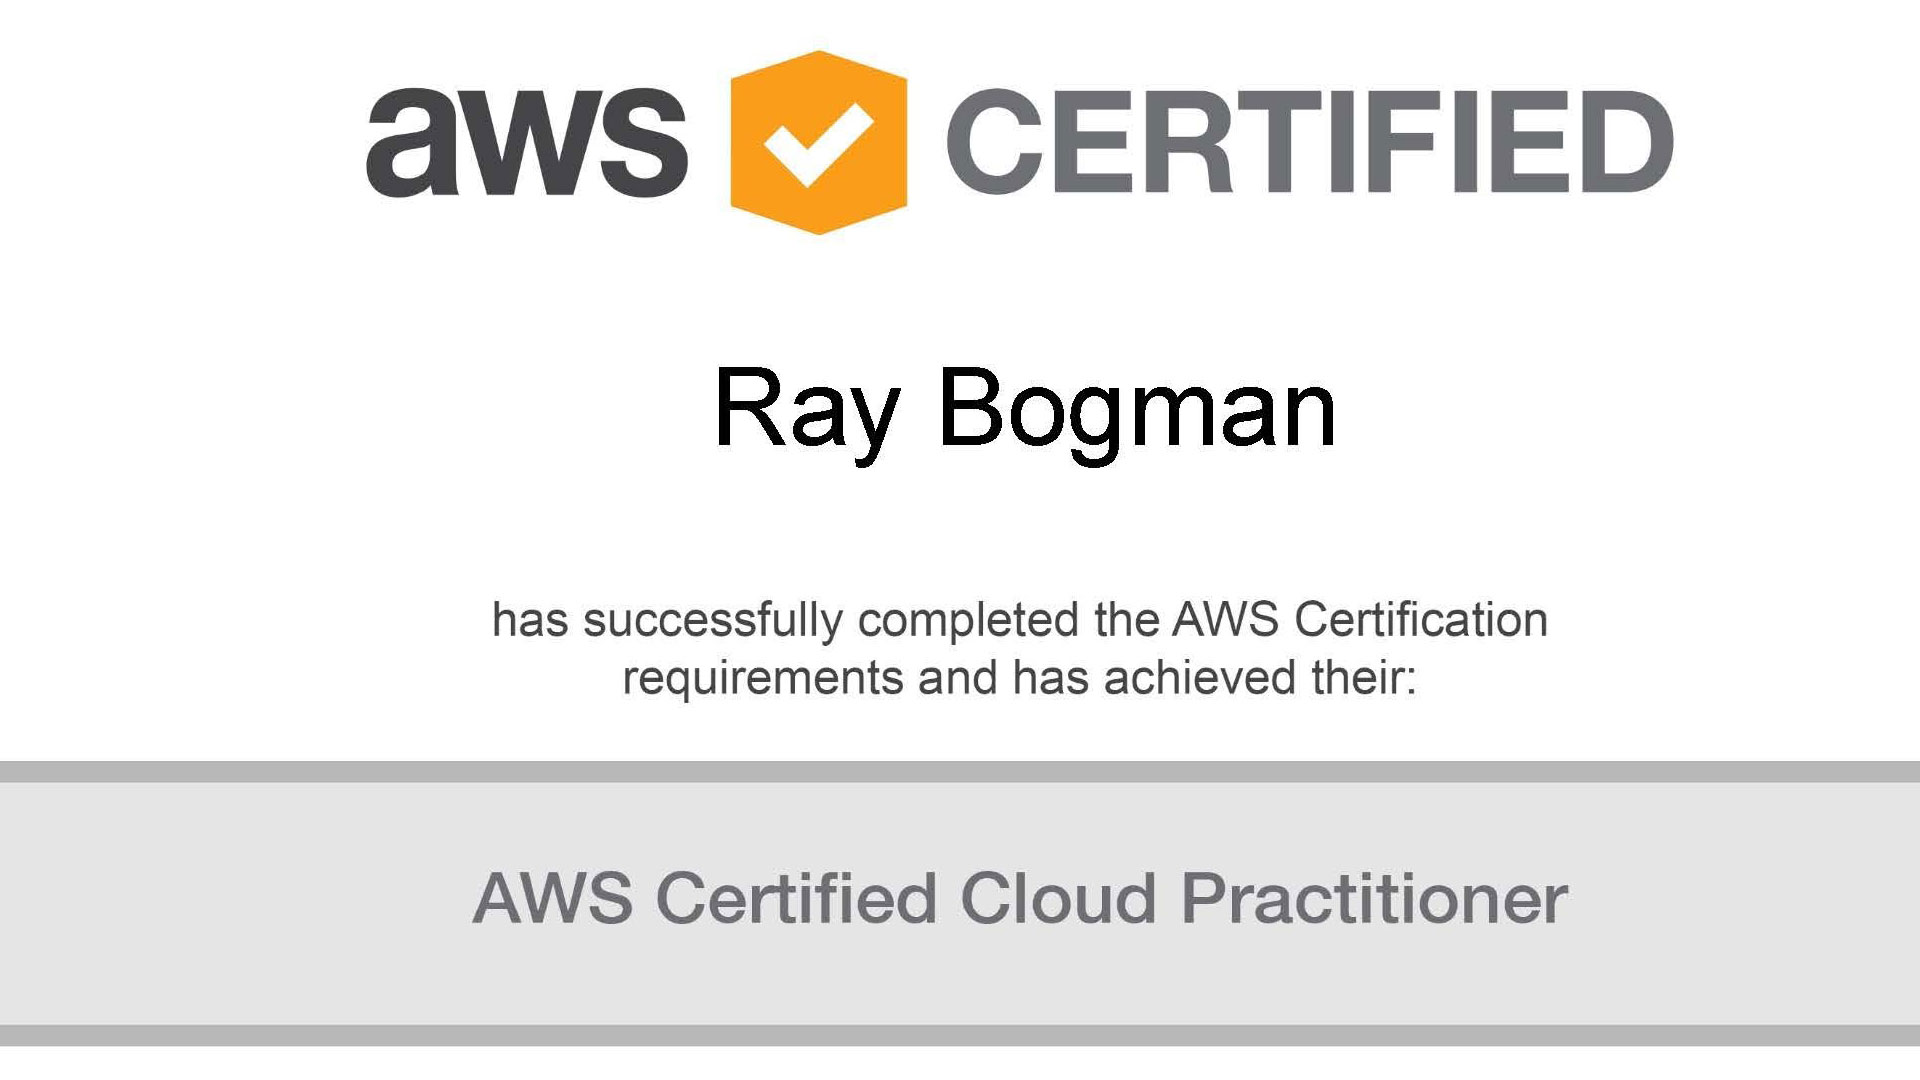 aws CERTIFIED
Ray Bogman
has successfully completed the AWS Certification
requirements and has achieved their:
AWS Certified Cloud Practitioner